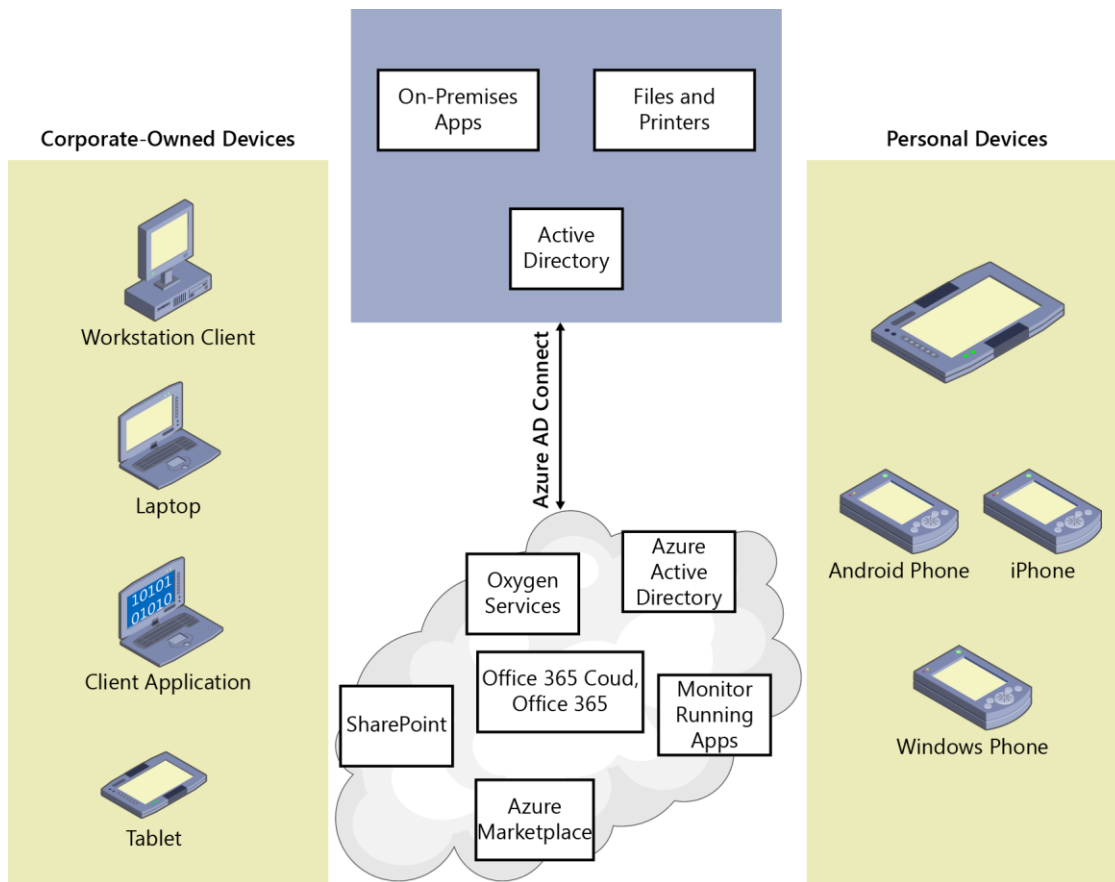 On-Premises
Apps
Files and
Printers
Active
Directory
Corporate-Owned Devices
Workstation Client
Laptop
10101
01010
Client Application
Tablet
Azure AD Connect
Oxygen
Services
Azure
Active
Directory
Office 365 Coud,
Office 365
SharePoint
Monitor
Running
Apps
Azure
Marketplace
Personal Devices
Android Phone
iPhone
Windows Phone